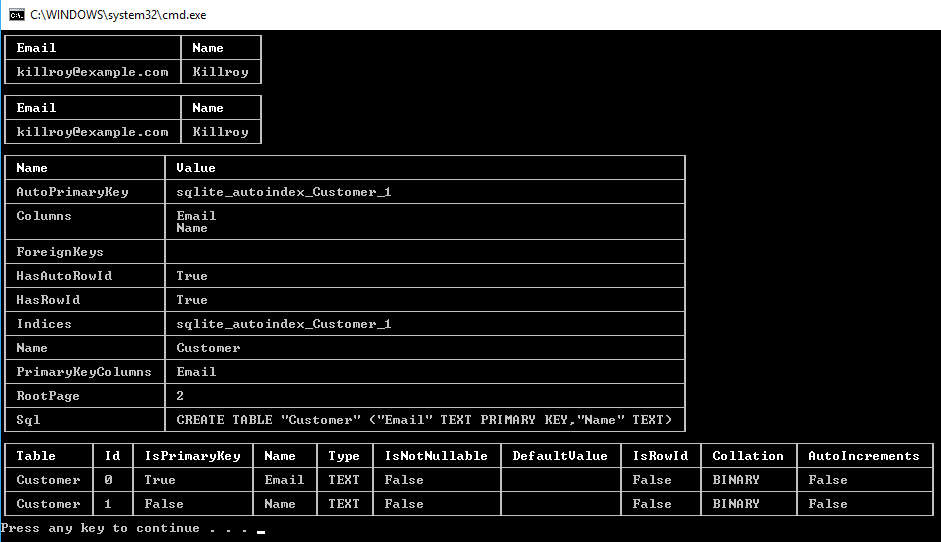 C:\WINDOWS\system32\cmd.exe
Email Name
killroy@example.com Killroy
Email Name
killroy@example.com Killroy
Name Value
AutoPrimaryKey sqlite_autoindex_Customer_1
Columns Email
Name
ForeignKeys
HasAutoRowId True
HasRowId True
Indices sqlite_autoindex_Customer_1
Name Customer
PrimaryKeyColumns Email
RootPage 2
Sql CREATE TABLE "Customer" ("Email" TEXT PRIMARY KEY,"Name" TEXT)
Table Id IsPrimaryKey Name Type IsNotNullable DefaultValue IsRowId Collation AutoIncrements
Customer 0 True Email TEXT False False BINARY False
Customer 1 False Name TEXT False False BINARY False
Press any key to continue . . .